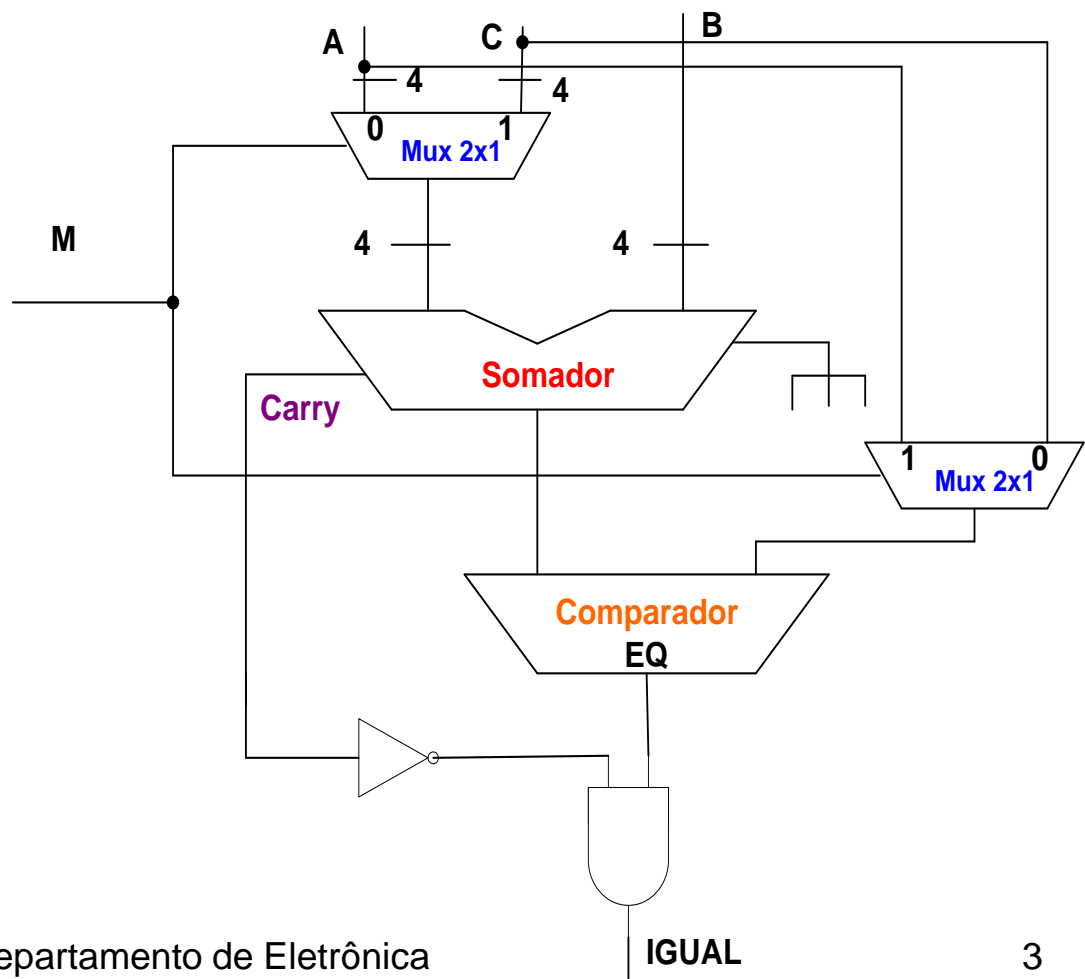 A
C
B
4
4
0
1
Mux 2x1
M
4
4
Somador
Carry
1
0
Mux 2x1
Comparador
EQ
IGUAL
epartamento de Eletrônica
3